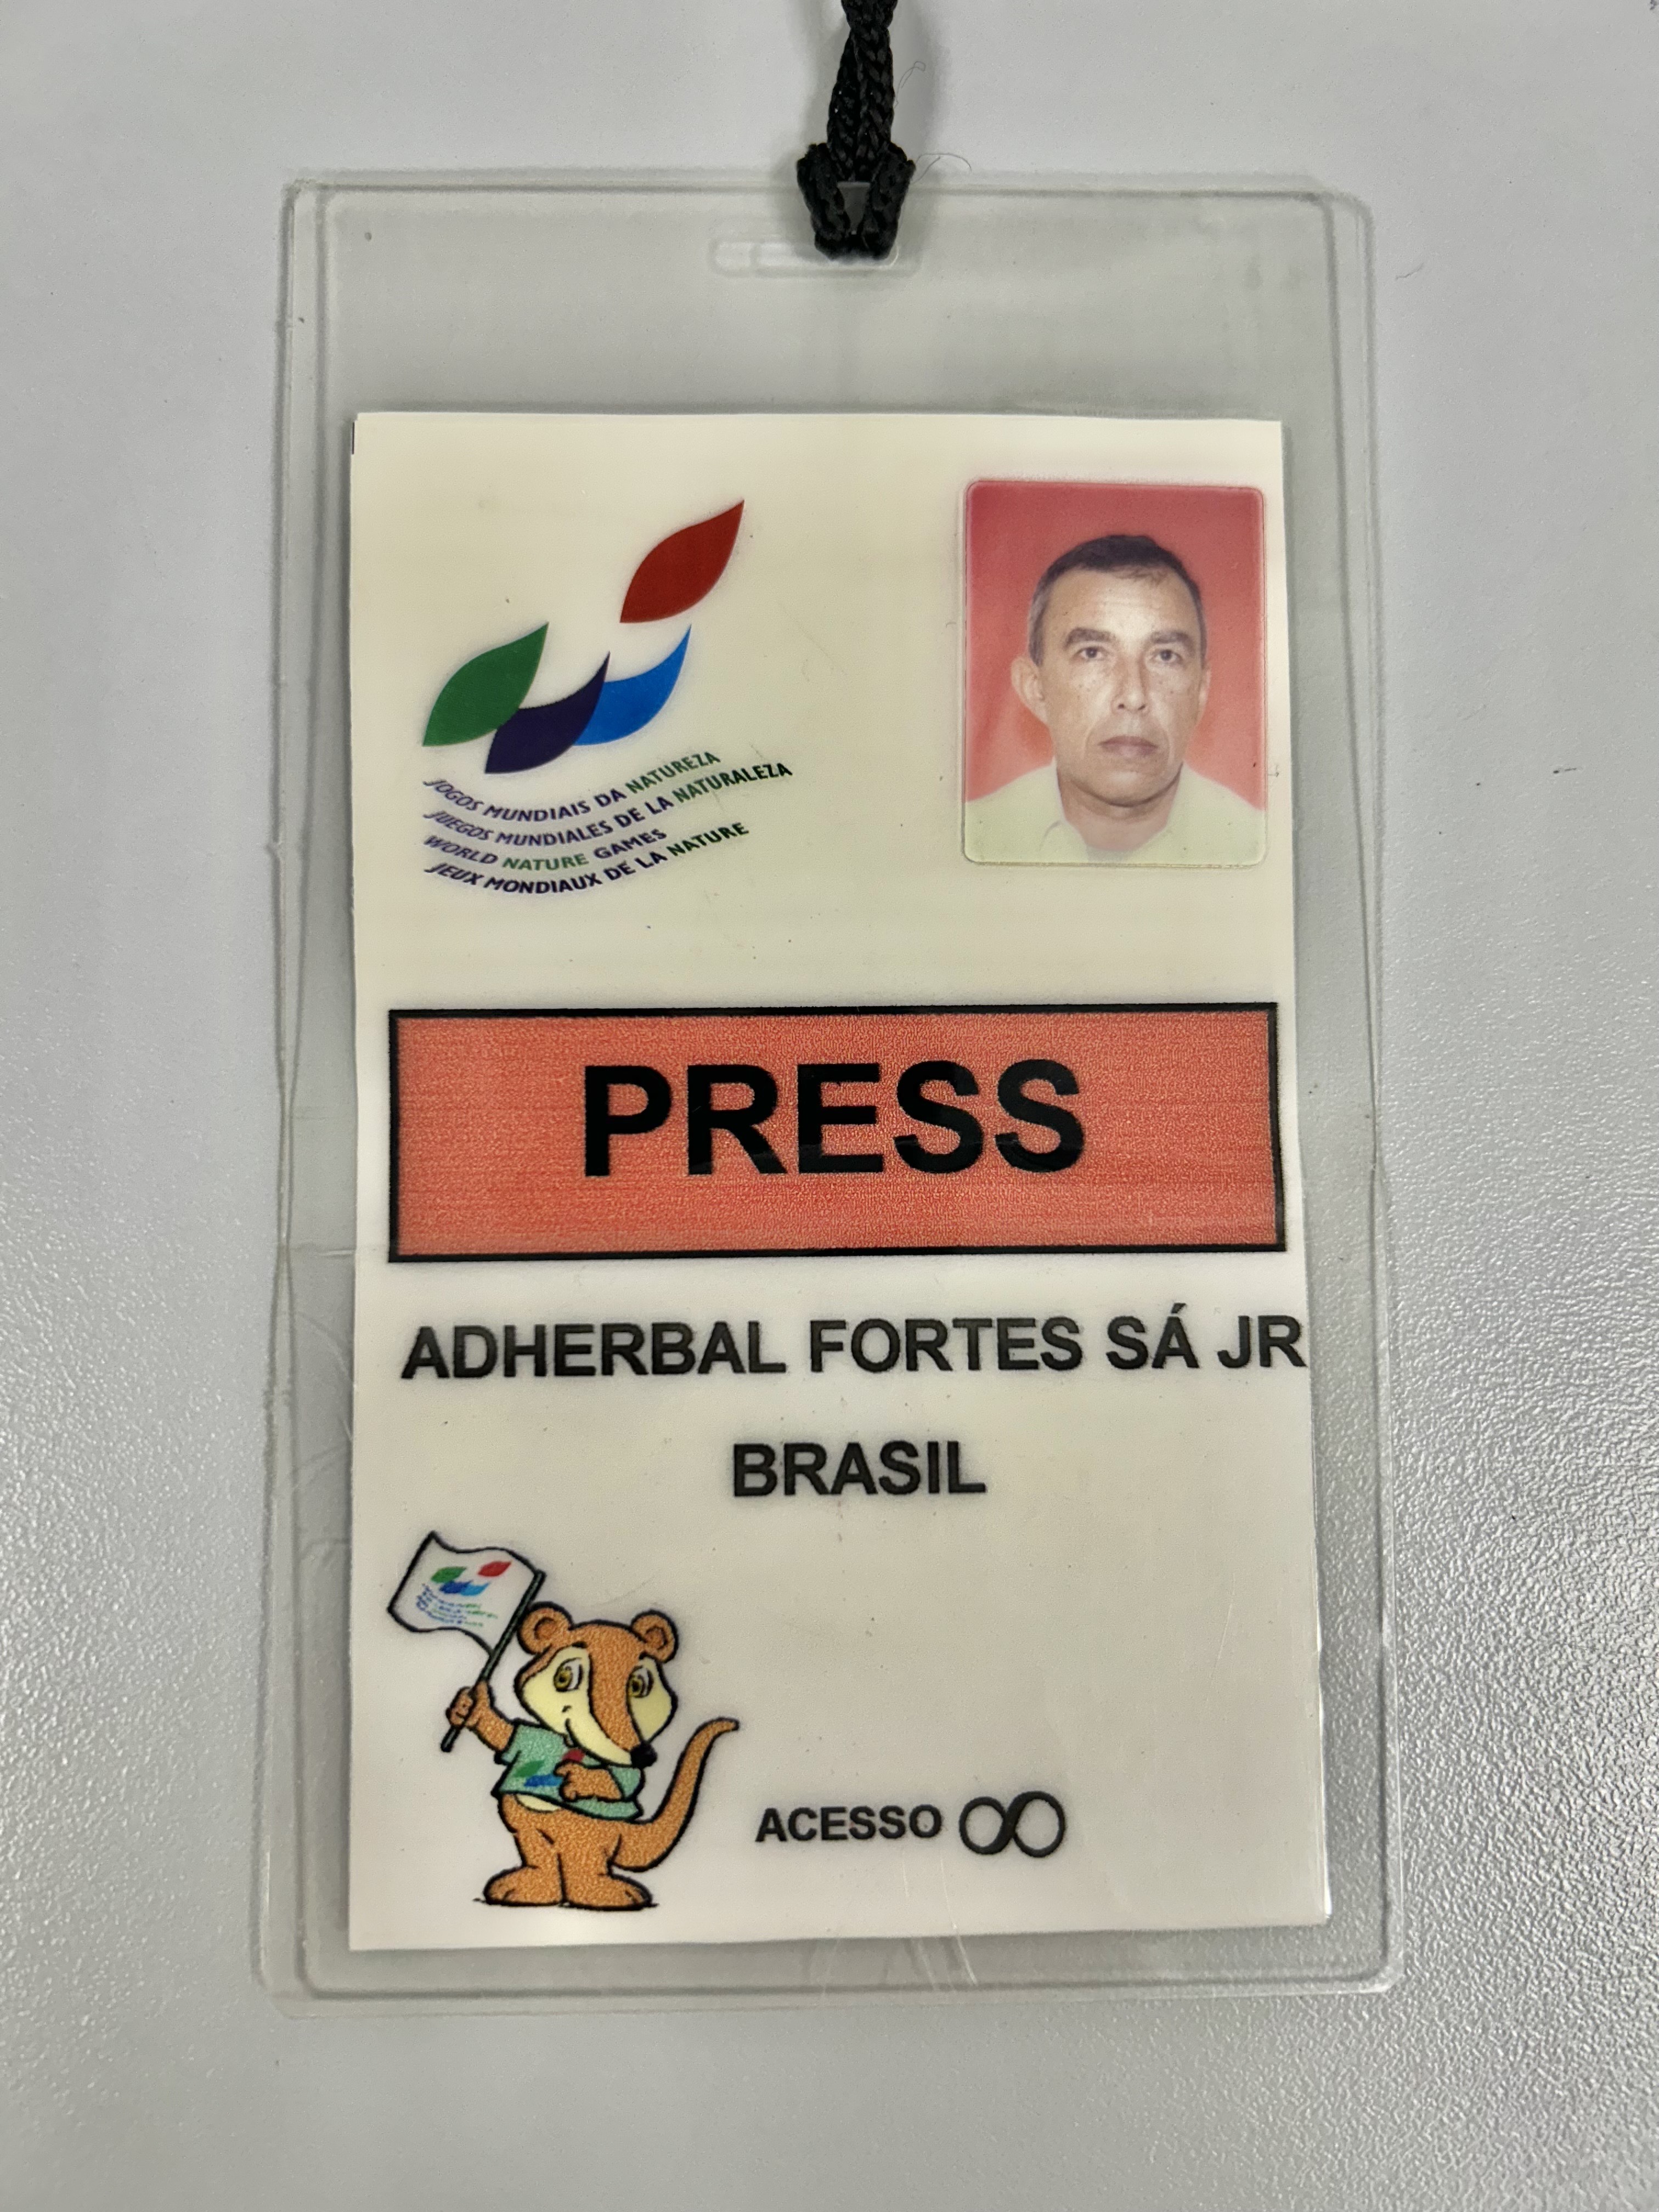 JOGOS MUNDIAIS DA NATUREZA
JUEGOS MUNDIALES DE LA NATURALEZA
WORLD NATURE GAMES
JEUX MONDIAUX DE LA NATURE
PRESS
ADHERBAL FORTES SÁ JR
BRASIL
ACESSO ∞